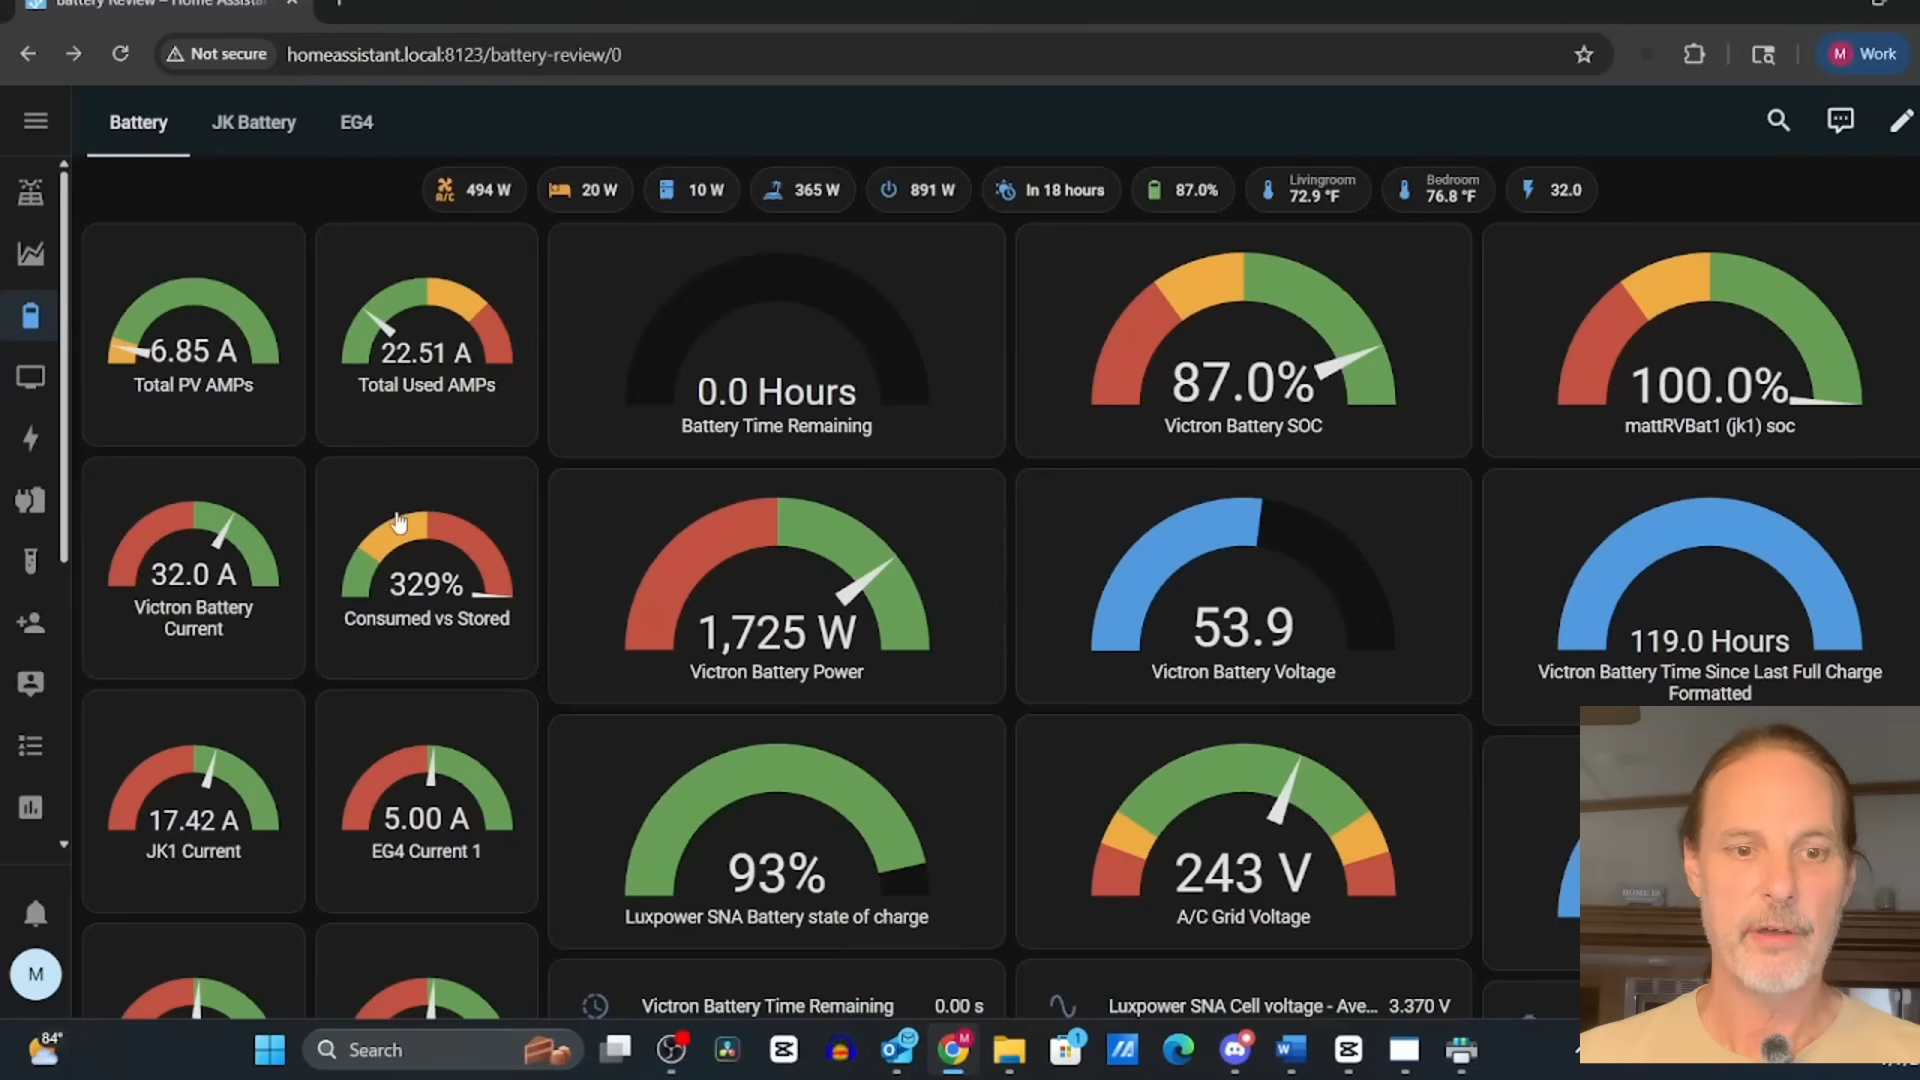 Battery Review – Home Assista
Not secure
homeassistant.local:8123/battery-review/0
M Work
Battery
JK Battery
EG4
A/C
494 W
20 W
10 W
365 W
891 W
In 18 hours
87.0%
Livingroom
72.9 °F
Bedroom
76.8 °F
32.0
6.85 A
Total PV AMPs
22.51 A
Total Used AMPs
0.0 Hours
Battery Time Remaining
87.0%
Victron Battery SOC
100.0%
mattRVBat1 (jk1) soc
32.0 A
Victron Battery
Current
329%
Consumed vs Stored
1,725 W
Victron Battery Power
53.9
Victron Battery Voltage
119.0 Hours
Victron Battery Time Since Last Full Charge
Formatted
17.42 A
JK1 Current
5.00 A
EG4 Current 1
93%
Luxpower SNA Battery state of charge
243 V
A/C Grid Voltage
M
Victron Battery Time Remaining 0.00 s
Luxpower SNA Cell voltage - Ave... 3.370 V
84°
Search
1